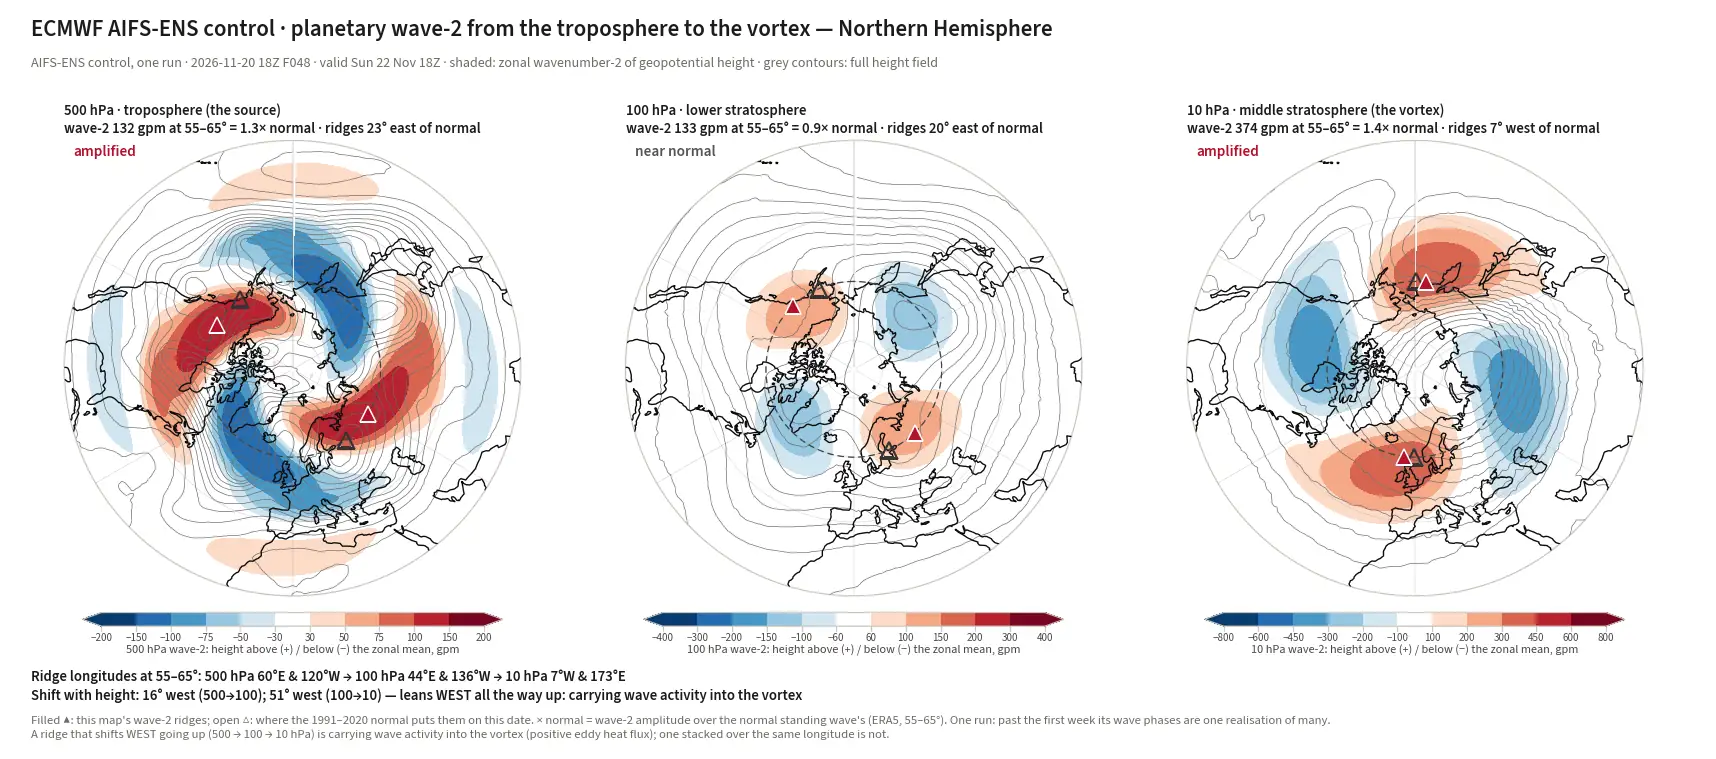 ECMWF AIFS-ENS control · planetary wave-2 from the troposphere to the vortex — Northern Hemisphere
AIFS-ENS control, one run · 2026-11-20 18Z F048 · valid Sun 22 Nov 18Z · shaded: zonal wavenumber-2 of geopotential height · grey contours: full height field
500 hPa · troposphere (the source)
wave-2 132 gpm at 55–65° = 1.3× normal · ridges 23° east of normal
amplified
100 hPa · lower stratosphere
wave-2 133 gpm at 55–65° = 0.9× normal · ridges 20° east of normal
near normal
10 hPa · middle stratosphere (the vortex)
wave-2 374 gpm at 55–65° = 1.4× normal · ridges 7° west of normal
amplified
−200 −150 −100 −75 −50 −30 30 50 75 100 150 200
500 hPa wave-2: height above (+) / below (−) the zonal mean, gpm
−400 −300 −200 −150 −100 −60 60 100 150 200 300 400
100 hPa wave-2: height above (+) / below (−) the zonal mean, gpm
−800 −600 −450 −300 −200 −100 100 200 300 450 600 800
10 hPa wave-2: height above (+) / below (−) the zonal mean, gpm
Ridge longitudes at 55–65°: 500 hPa 60°E & 120°W → 100 hPa 44°E & 136°W → 10 hPa 7°W & 173°E
Shift with height: 16° west (500→100); 51° west (100→10) — leans WEST all the way up: carrying wave activity into the vortex
Filled ▲: this map's wave-2 ridges; open △: where the 1991–2020 normal puts them on this date. × normal = wave-2 amplitude over the normal standing wave's (ERA5, 55–65°). One run: past the first week its wave phases are one realisation of many.
A ridge that shifts WEST going up (500 → 100 → 10 hPa) is carrying wave activity into the vortex (positive eddy heat flux); one stacked over the same longitude is not.